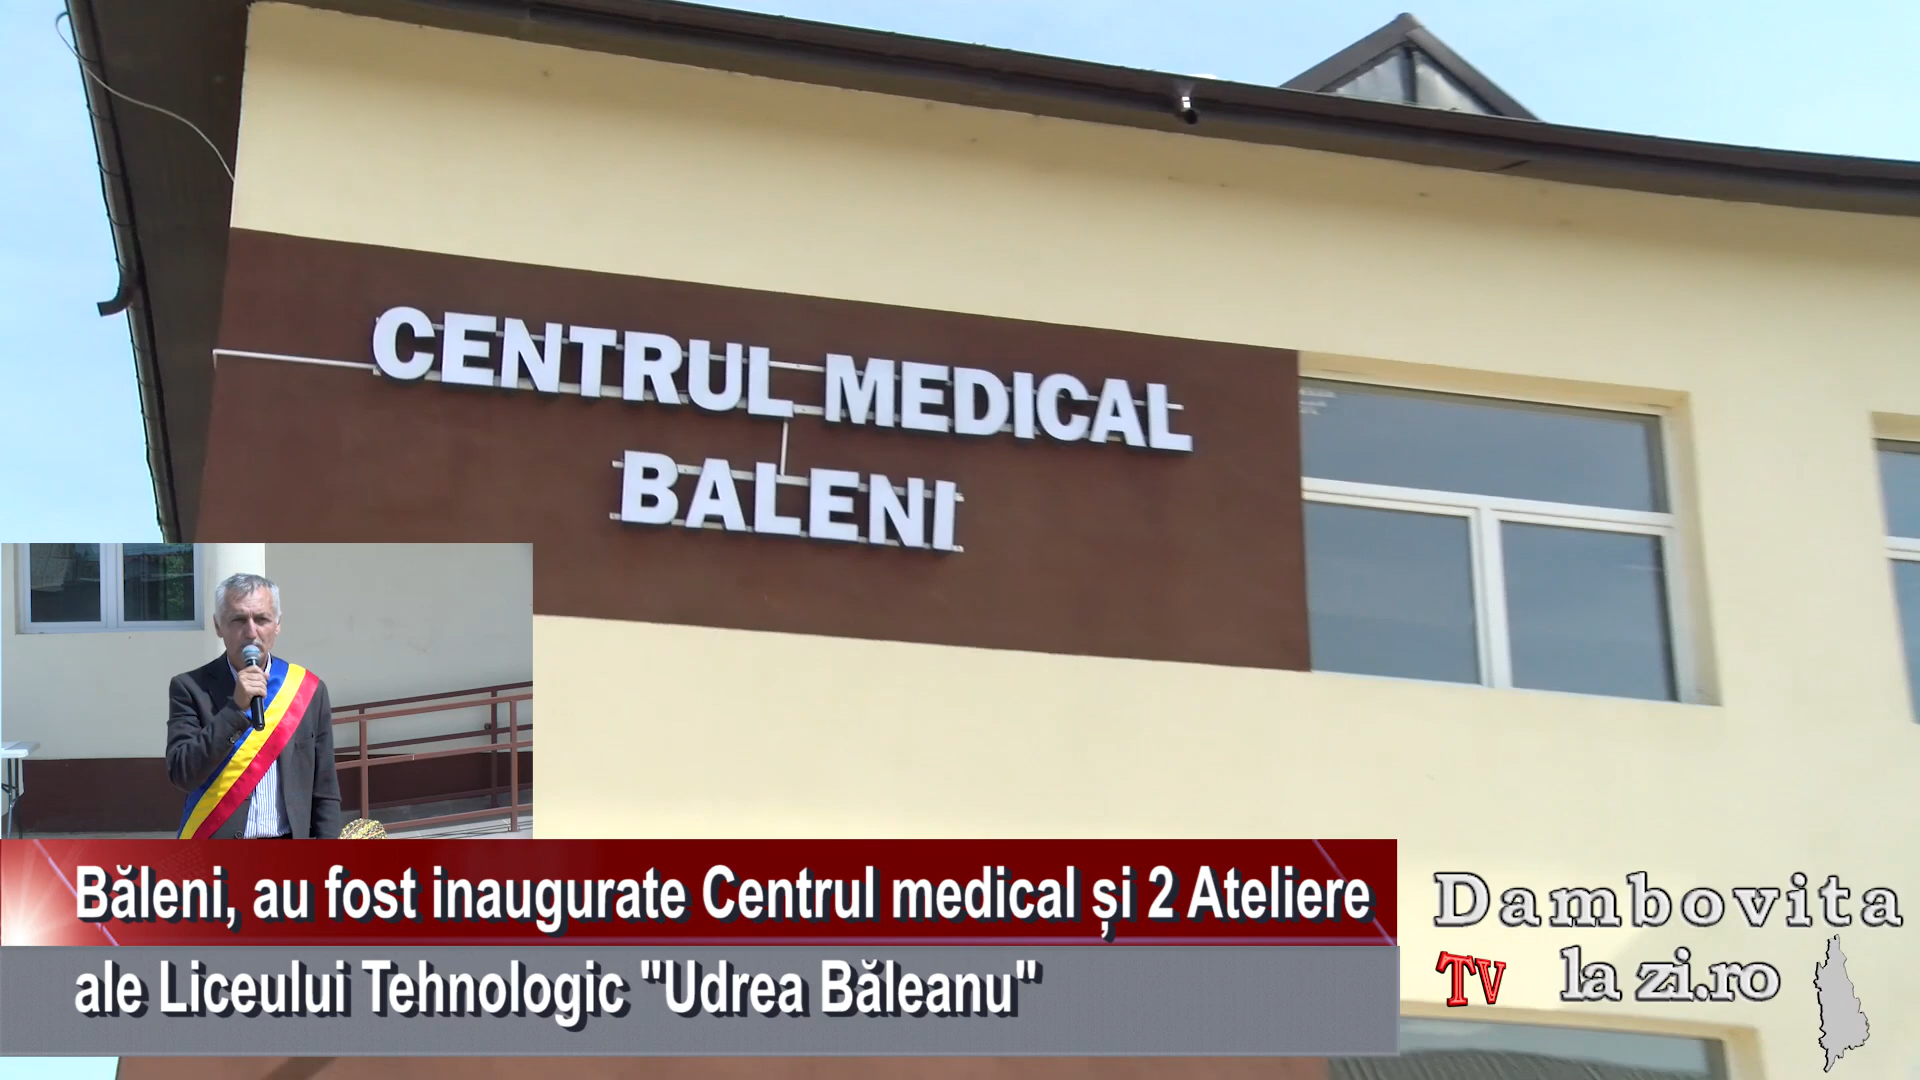 CENTRUL MEDICAL
BALENI
Băleni, au fost inaugurate Centrul medical și 2 Ateliere
ale Liceului Tehnologic "Udrea Băleanu"
Dambovita
TV la zi.ro